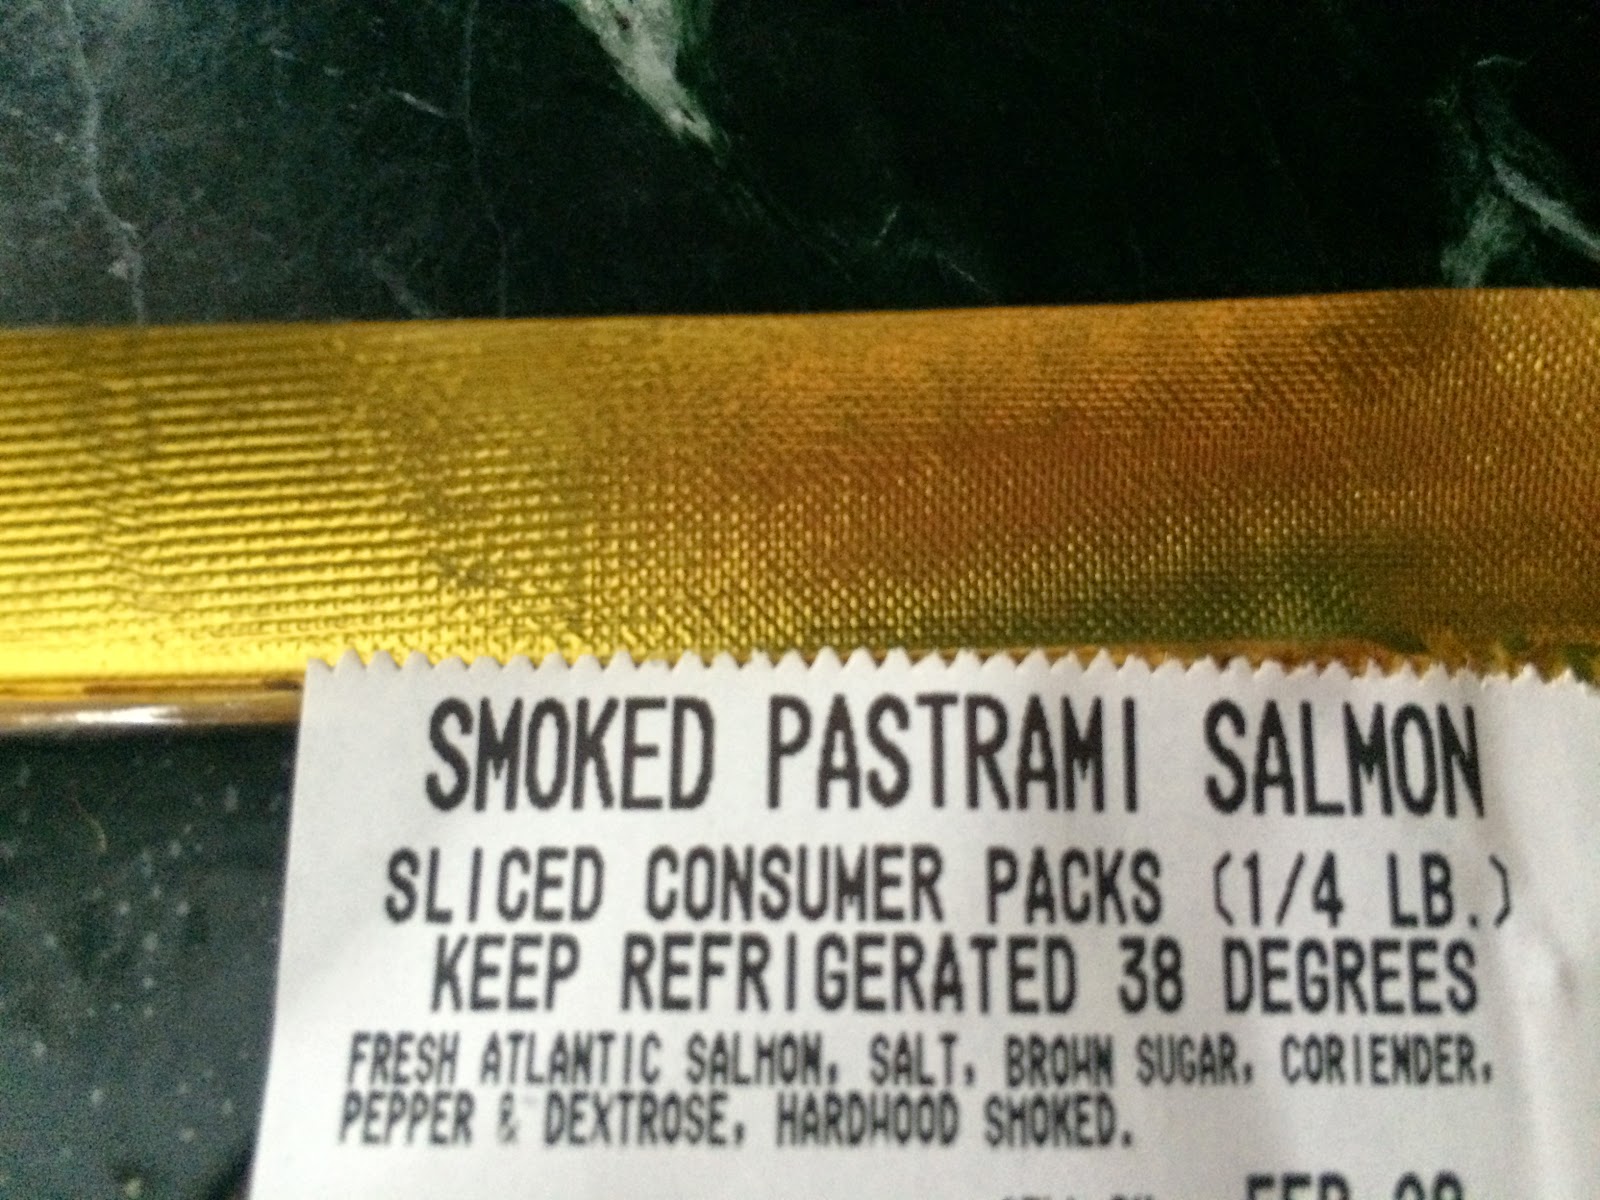 SMOKED PASTRAMI SALMON
SLICED CONSUMER PACKS (1/4 LB.)
KEEP REFRIGERATED 38 DEGREES
FRESH ATLANTIC SALMON, SALT, BROWN SUGAR, CORIENDER,
PEPPER & DEXTROSE, HARDWOOD SMOKED.